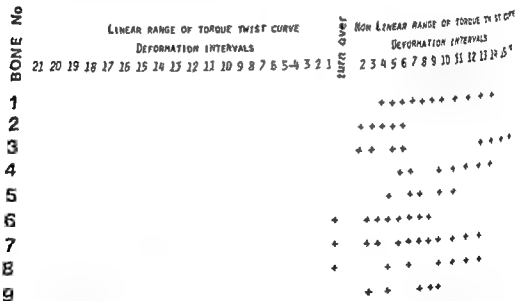 BONE No
LINEAR RANGE OF TORQUE TWIST CURVE
DEFORMATION INTERVALS
21 20 19 18 17 16 15 14 13 12 11 10 9 8 7 6 5-4 3 2 1
turn over
NON LINEAR RANGE OF TORQUE TWIST
DEFORMATION INTERVALS
2 3 4 5 6 7 8 9 10 11 12 13 14 15
1 + + + + + + + + + + + +
2 + + + + +
3 + + + + + + + +
4 + + + + + + +
5 + + + + +
6 + + + + + + + +
7 + + + + + + + + + + + +
8 + + + + + + +
9 + + + + +